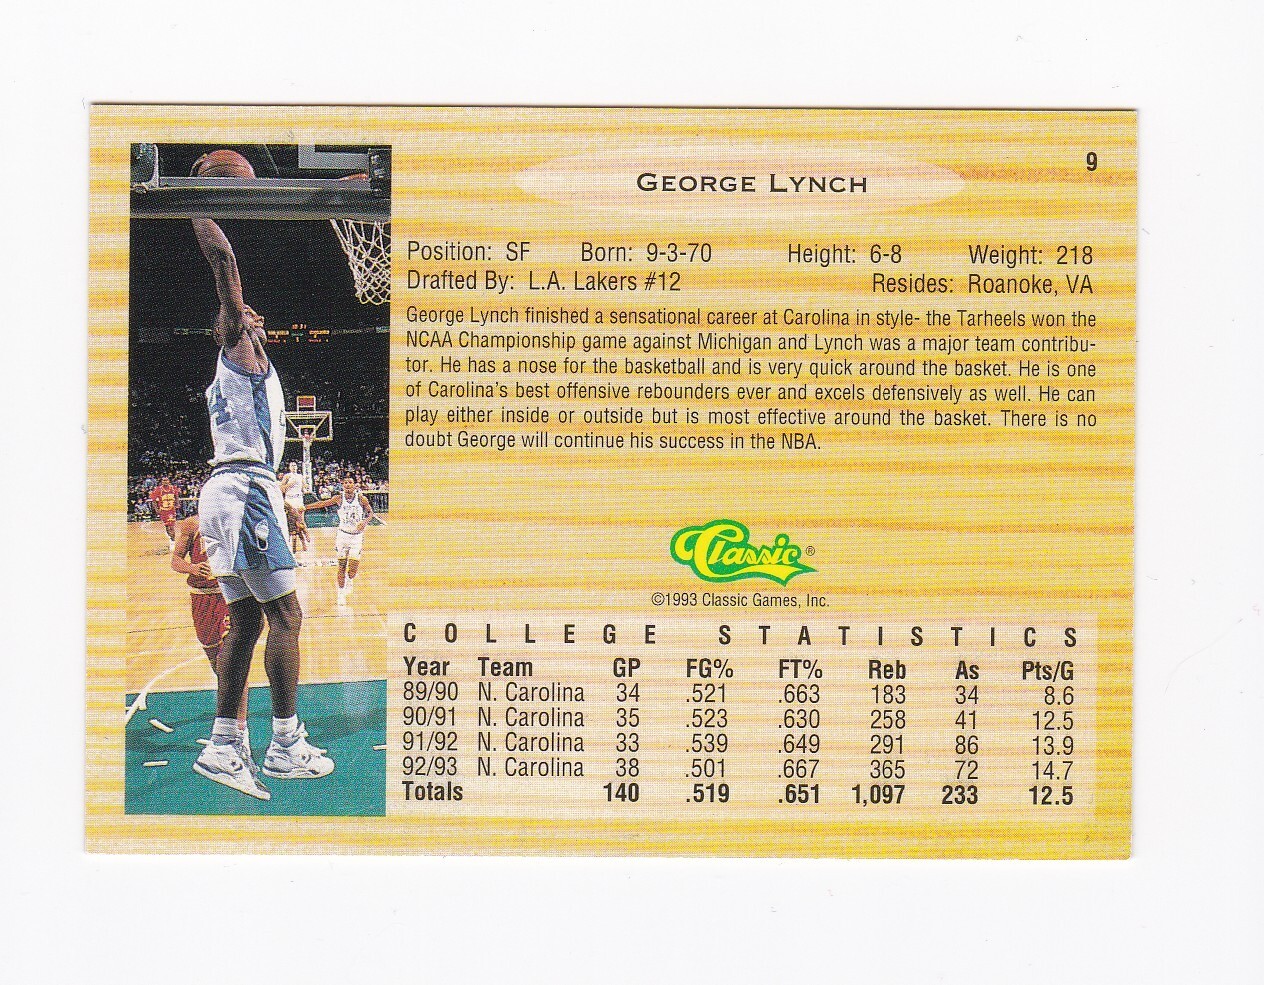 9
GEORGE LYNCH
Position: SF Born: 9-3-70 Height: 6-8 Weight: 218
Drafted By: L.A. Lakers #12 Resides: Roanoke, VA
George Lynch finished a sensational career at Carolina in style- the Tarheels won the
NCAA Championship game against Michigan and Lynch was a major team contribu-
tor. He has a nose for the basketball and is very quick around the basket. He is one
of Carolina's best offensive rebounders ever and excels defensively as well. He can
play either inside or outside but is most effective around the basket. There is no
doubt George will continue his success in the NBA.
Classic®
©1993 Classic Games, Inc.
COLLEGE STATISTICS
Year Team GP FG% FT% Reb As Pts/G
89/90 N. Carolina 34 .521 .663 183 34 8.6
90/91 N. Carolina 35 .523 .630 258 41 12.5
91/92 N. Carolina 33 .539 .649 291 86 13.9
92/93 N. Carolina 38 .501 .667 365 72 14.7
Totals 140 .519 .651 1,097 233 12.5
14